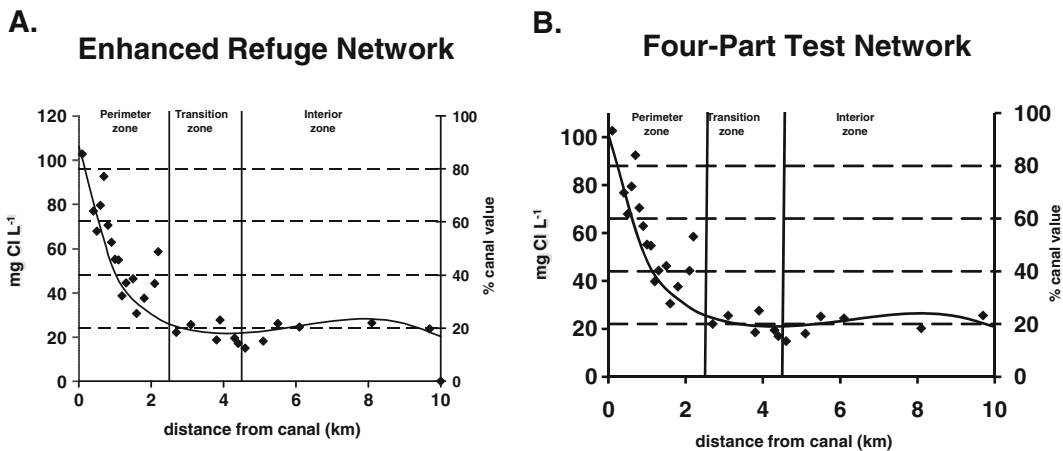 A.
Enhanced Refuge Network
Perimeter zone
Transition zone
Interior zone
120
100
80
60
40
20
0
mg Cl L-1
100
80
60
40
20
0
% canal value
0 2 4 6 8 10
distance from canal (km)
B.
Four-Part Test Network
Perimeter zone
Transition zone
Interior zone
100
80
60
40
20
0
mg Cl L-1
100
80
60
40
20
0
% canal value
0 2 4 6 8 10
distance from canal (km)